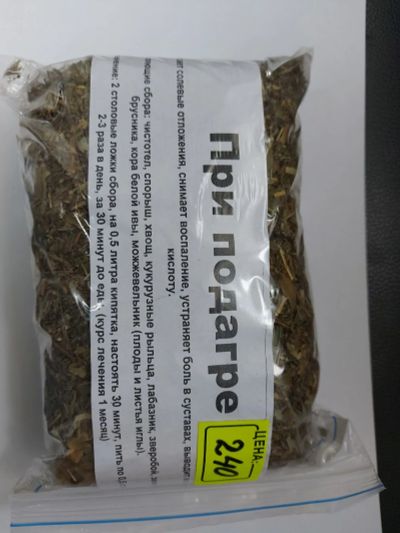 При подагре
солевые отложения, снимает воспаление, устраняет боль в суставах,
кислоту.
сбора: чистотел, спорыш, хвощ, кукурузные рыльца, лабазник, зверобой,
брусника, кора белой ивы, можжевельник (плоды и листья иглы).
2 столовые ложки сбора, на 0,5 литра кипятка, настоять 30 минут, пить по
2-3 раза в день, за 30 минут до еды. (курс лечения 1 месяц)
ЦЕНА:
240